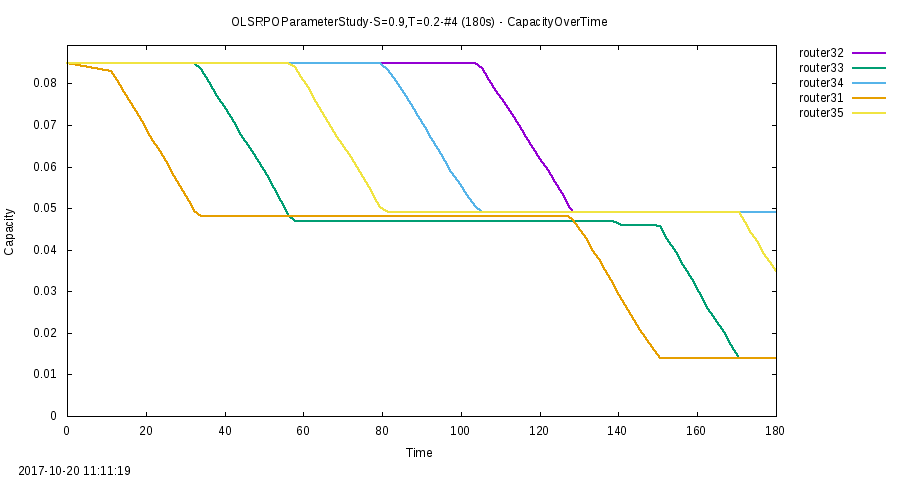 OLSRPOParameterStudy-S=0.9,T=0.2-#4 (180s) - CapacityOverTime
router32
router33
router34
router31
router35
0.08
0.07
0.06
0.05
0.04
0.03
0.02
0.01
0
Capacity
0 20 40 60 80 100 120 140 160 180
Time
2017-10-20 11:11:19